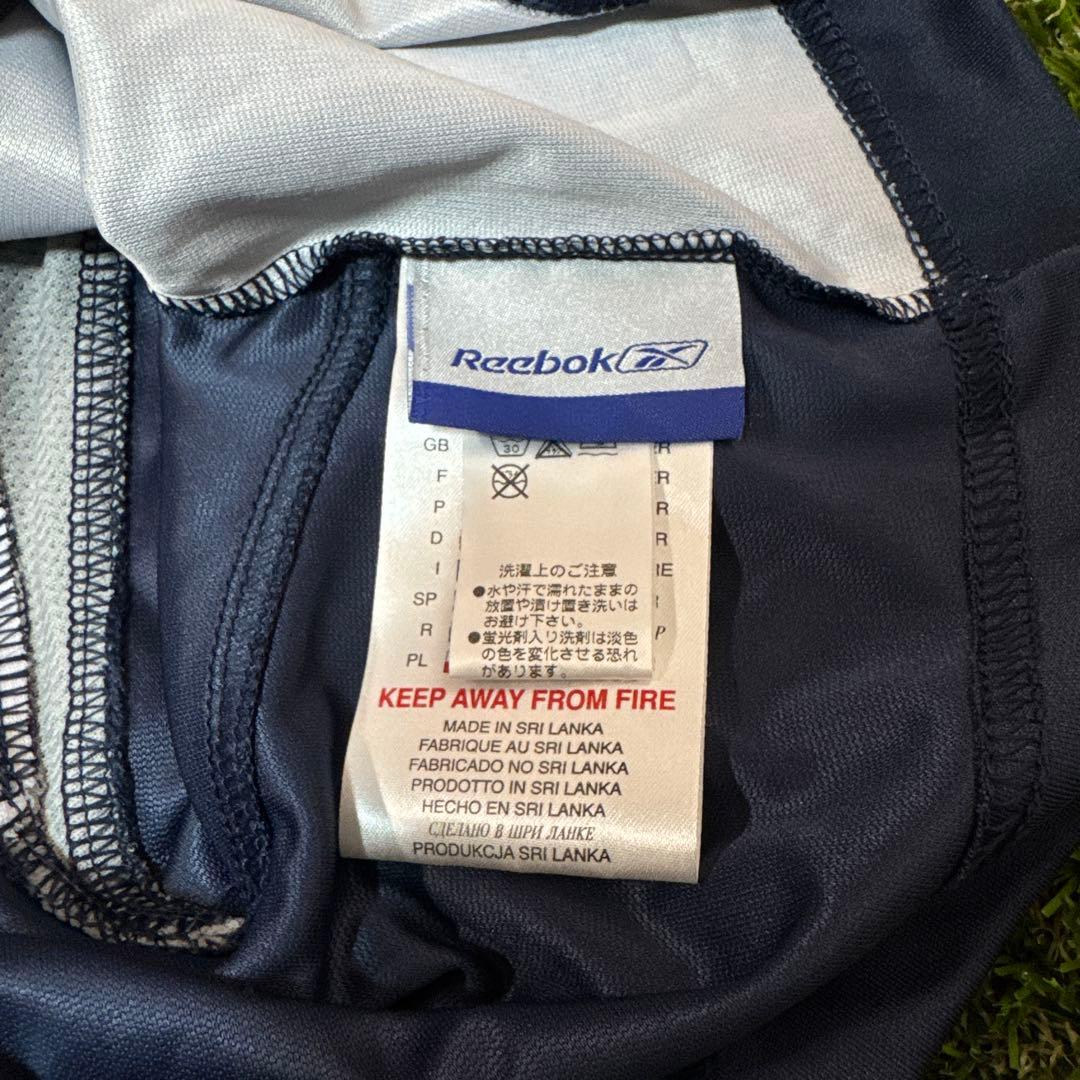 Reebok
30
GB
F
P
D
I
SP
R
PL
ER
ER
R
R
RE
P
洗濯上のご注意
●水や汗で濡れたままの
放置や漬け置き洗いは
お避け下さい。
●蛍光剤入り洗剤は淡色
の色を変化させる恐れ
があります。
KEEP AWAY FROM FIRE
MADE IN SRI LANKA
FABRIQUE AU SRI LANKA
FABRICADO NO SRI LANKA
PRODOTTO IN SRI LANKA
HECHO EN SRI LANKA
СДЕЛАНО В ШРИ ЛАНКЕ
PRODUKCJA SRI LANKA